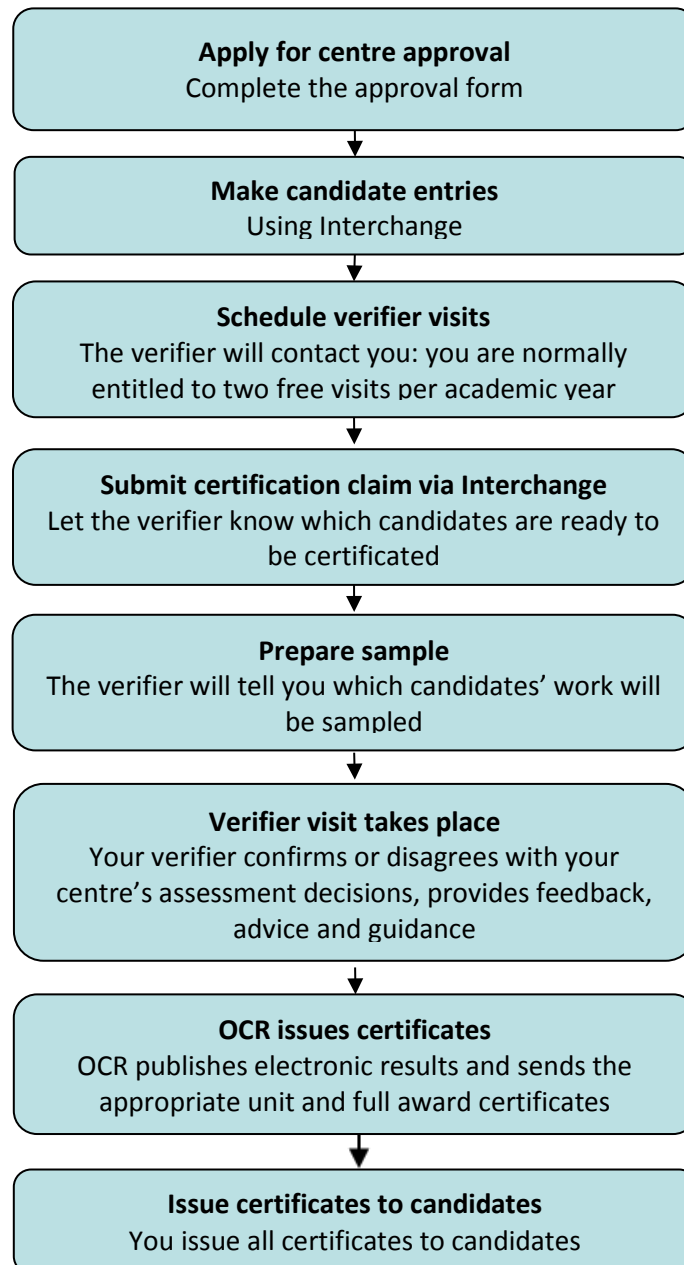 Apply for centre approval
Complete the approval form
Make candidate entries
Using Interchange
Schedule verifier visits
The verifier will contact you: you are normally
entitled to two free visits per academic year
Submit certification claim via Interchange
Let the verifier know which candidates are ready to
be certificated
Prepare sample
The verifier will tell you which candidates’ work will
be sampled
Verifier visit takes place
Your verifier confirms or disagrees with your
centre’s assessment decisions, provides feedback,
advice and guidance
OCR issues certificates
OCR publishes electronic results and sends the
appropriate unit and full award certificates
Issue certificates to candidates
You issue all certificates to candidates